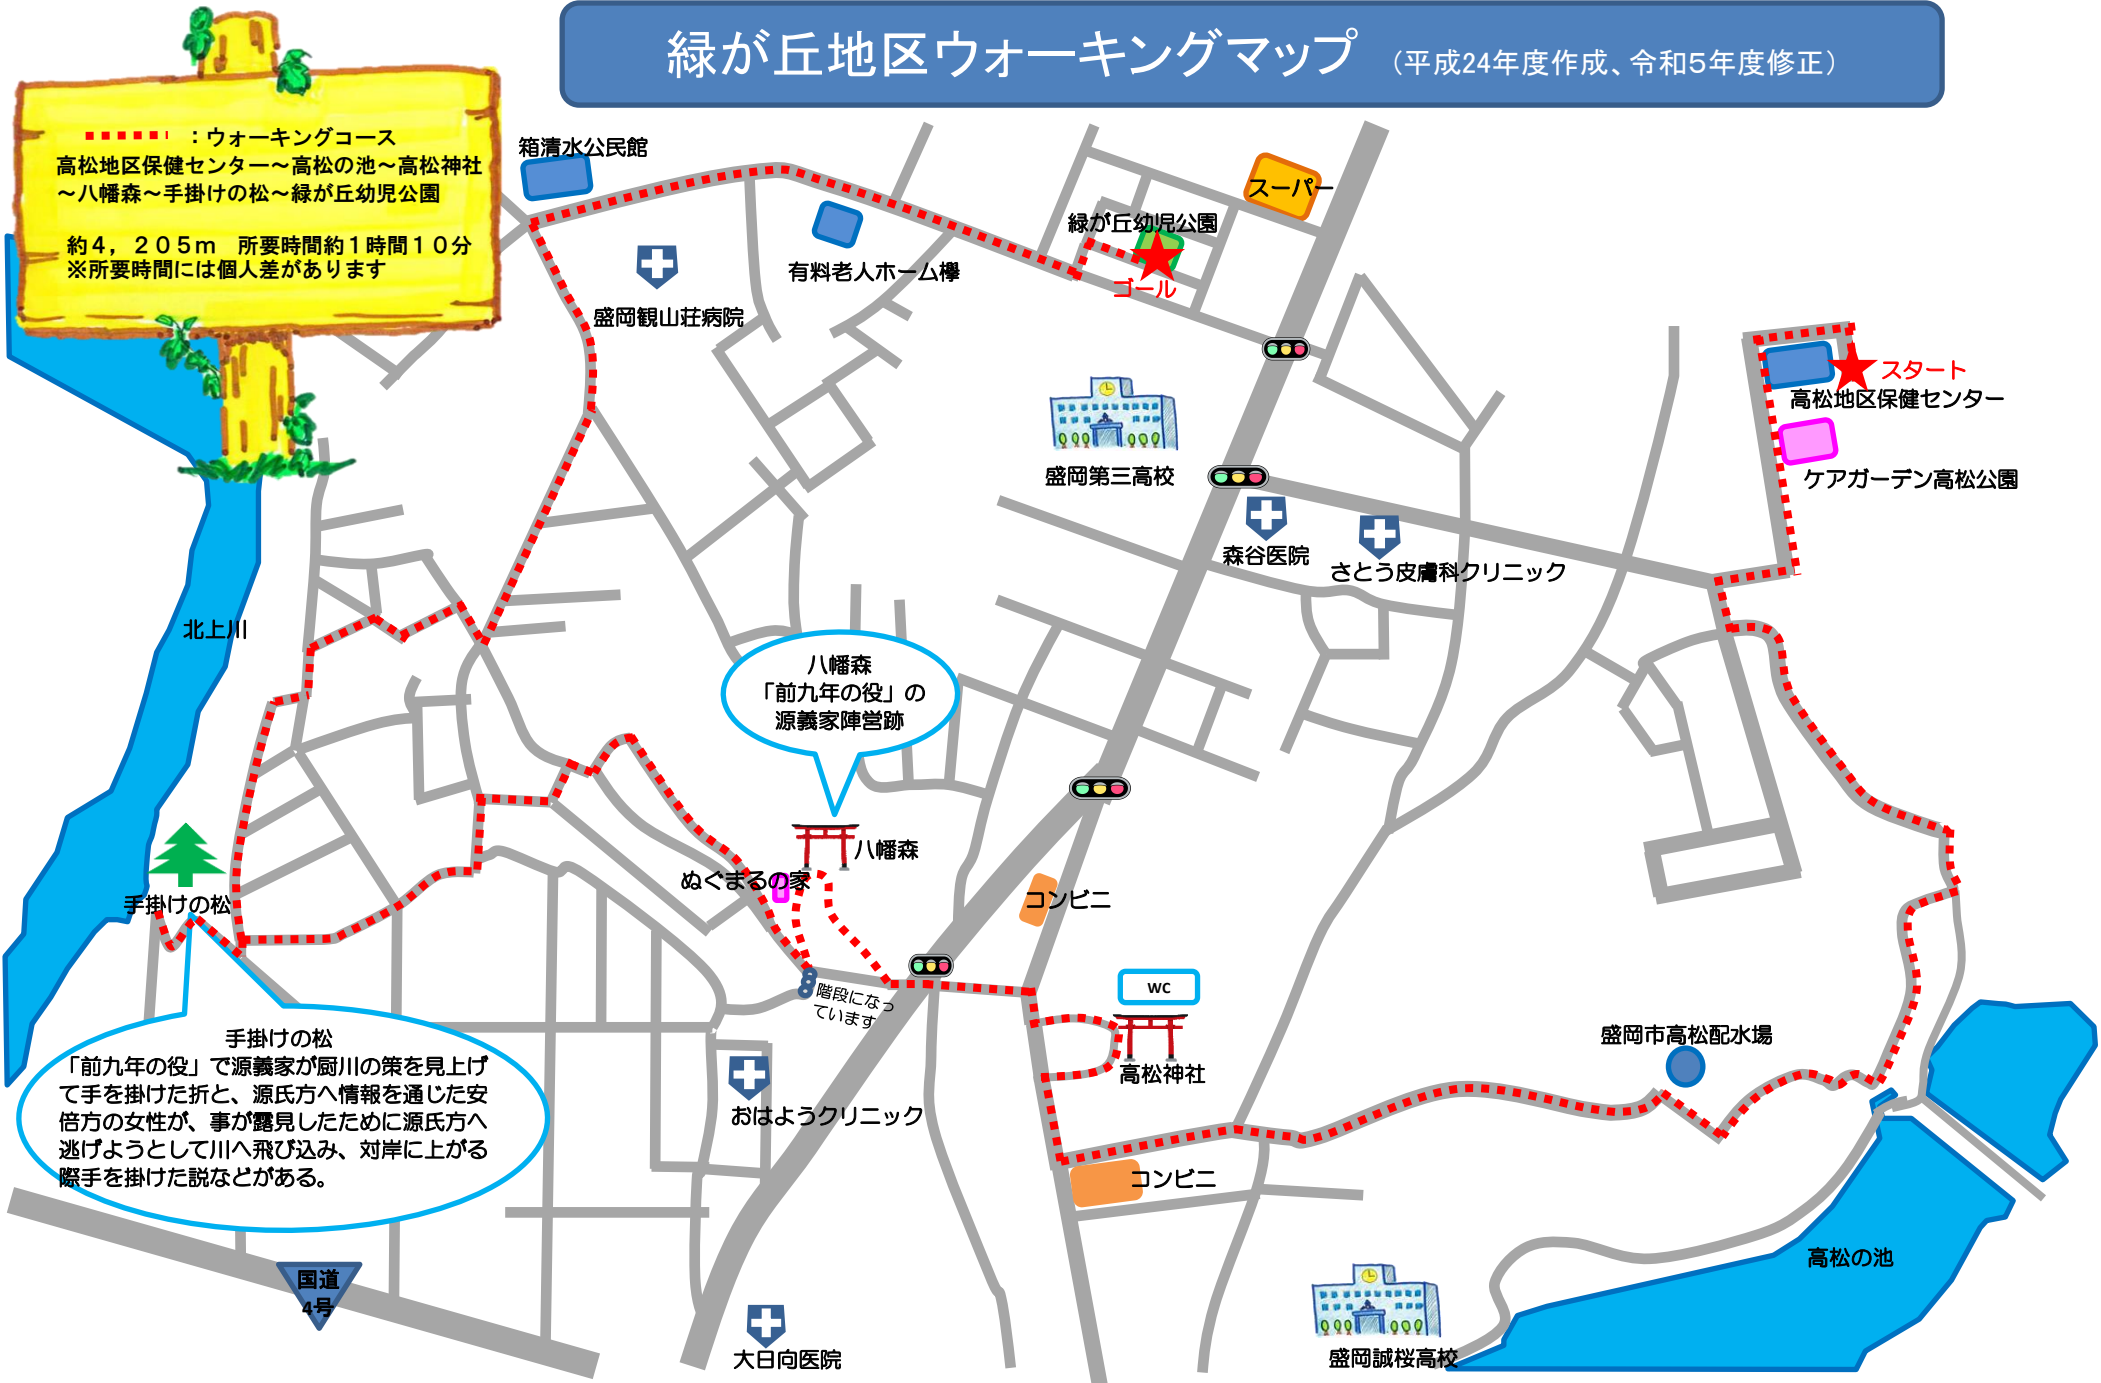 緑が丘地区ウォーキングマップ （平成24年度作成、令和5年度修正）
：ウォーキングコース
高松地区保健センター～高松の池～高松神社
～八幡森～手掛けの松～緑が丘幼児公園
約４，２０５ｍ　所要時間約１時間１０分
※所要時間には個人差があります
箱清水公民館
スーパー
緑が丘幼児公園
ゴール
有料老人ホーム欅
盛岡観山荘病院
スタート
高松地区保健センター
ケアガーデン高松公園
盛岡第三高校
森谷医院
さとう皮膚科クリニック
北上川
八幡森
「前九年の役」の
源義家陣営跡
八幡森
ぬぐまるの家
コンビニ
手掛けの松
階段になっ
ています
WC
高松神社
盛岡市高松配水場
手掛けの松
「前九年の役」で源義家が厨川の策を見上げ
て手を掛けた折と、源氏方へ情報を通じた安
倍方の女性が、事が露見したために源氏方へ
逃げようとして川へ飛び込み、対岸に上がる
際手を掛けた説などがある。
おはようクリニック
コンビニ
高松の池
国道
4号
大日向医院
盛岡誠桜高校